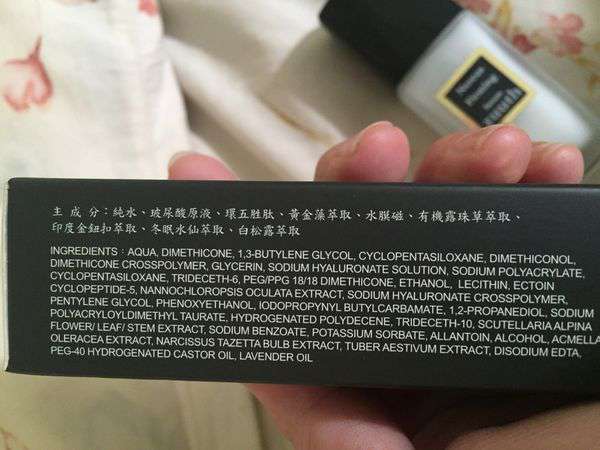 主 成 分：純水、玻尿酸原液、環五胜肽、黃金藻萃取、水膜磁、有機露珠草萃取、
印度金鈕扣萃取、冬眠水仙萃取、白松露萃取
INGREDIENTS：AQUA, DIMETHICONE, 1,3-BUTYLENE GLYCOL, CYCLOPENTASILOXANE, DIMETHICONOL,
DIMETHICONE CROSSPOLYMER, GLYCERIN, SODIUM HYALURONATE SOLUTION, SODIUM POLYACRYLATE,
CYCLOPENTASILOXANE, TRIDECETH-6, PEG/PPG 18/18 DIMETHICONE, ETHANOL, LECITHIN, ECTOIN
CYCLOPEPTIDE-5, NANNOCHLOROPSIS OCULATA EXTRACT, SODIUM HYALURONATE CROSSPOLYMER,
PENTYLENE GLYCOL, PHENOXYETHANOL, IODOPROPYNYL BUTYLCARBAMATE, 1,2-PROPANEDIOL, SODIUM
POLYACRYLOYLDIMETHYL TAURATE, HYDROGENATED POLYDECENE, TRIDECETH-10, SCUTELLARIA ALPINA
FLOWER/ LEAF/ STEM EXTRACT, SODIUM BENZOATE, POTASSIUM SORBATE, ALLANTOIN, ALCOHOL, ACMELLA
OLERACEA EXTRACT, NARCISSUS TAZETTA BULB EXTRACT, TUBER AESTIVUM EXTRACT, DISODIUM EDTA.
PEG-40 HYDROGENATED CASTOR OIL, LAVENDER OIL